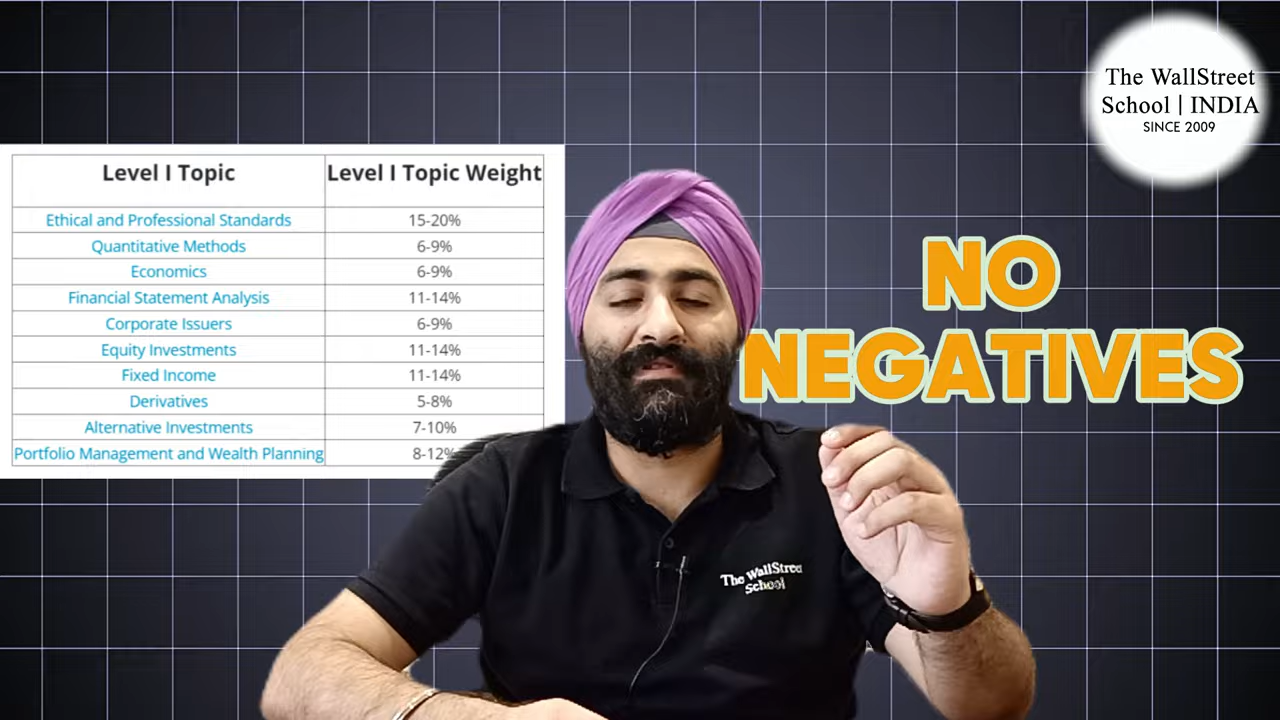 The WallStreet
School | INDIA
SINCE 2009
Level I Topic Level I Topic Weight
Ethical and Professional Standards 15-20%
Quantitative Methods 6-9%
Economics 6-9%
Financial Statement Analysis 11-14%
Corporate Issuers 6-9%
Equity Investments 11-14%
Fixed Income 11-14%
Derivatives 5-8%
Alternative Investments 7-10%
Portfolio Management and Wealth Planning 8-12%
NO
NEGATIVES
The WallStreet
School